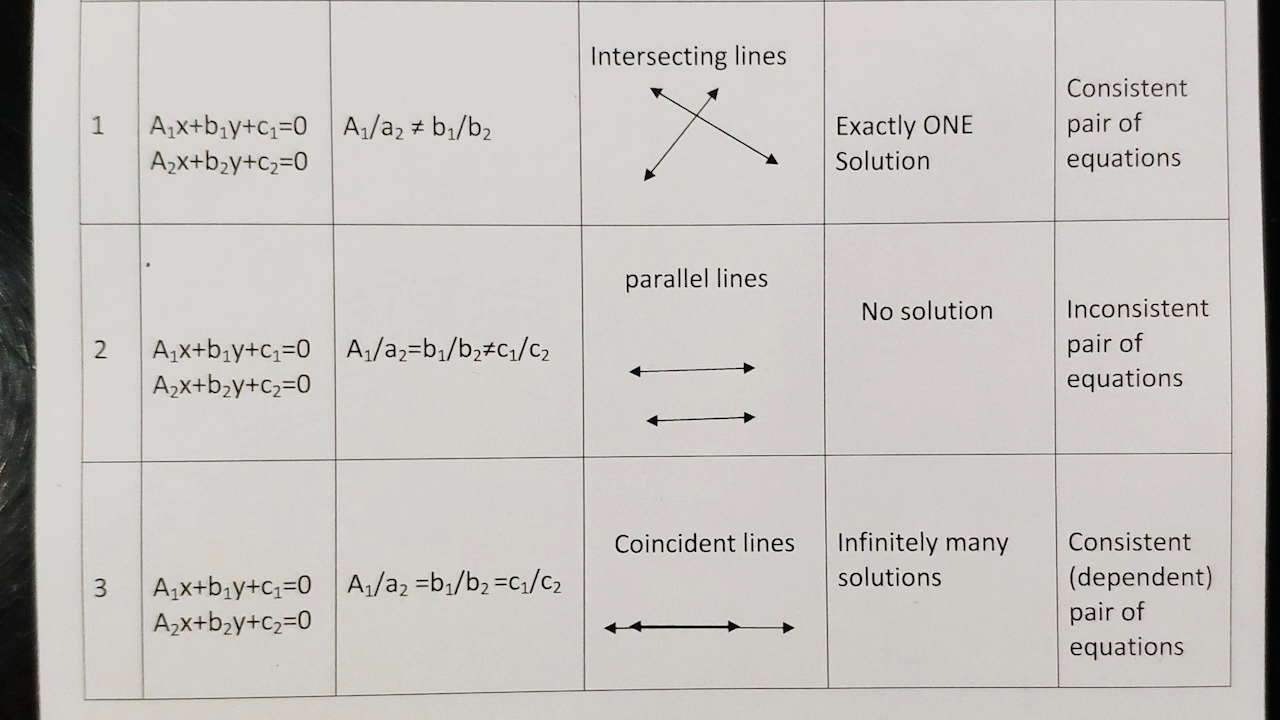 Intersecting lines
1
A₁x+b₁y+c₁=0
A₂x+b₂y+c₂=0
A₁/a₂ ≠ b₁/b₂
Exactly ONE
Solution
Consistent
pair of
equations
parallel lines
2
A₁x+b₁y+c₁=0
A₂x+b₂y+c₂=0
A₁/a₂=b₁/b₂≠c₁/c₂
No solution
Inconsistent
pair of
equations
Coincident lines
3
A₁x+b₁y+c₁=0
A₂x+b₂y+c₂=0
A₁/a₂ =b₁/b₂ =c₁/c₂
Infinitely many
solutions
Consistent
(dependent)
pair of
equations